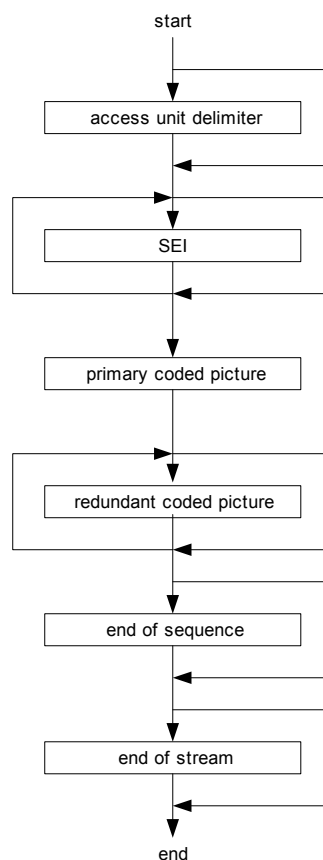 start
access unit delimiter
SEI
primary coded picture
redundant coded picture
end of sequence
end of stream
end